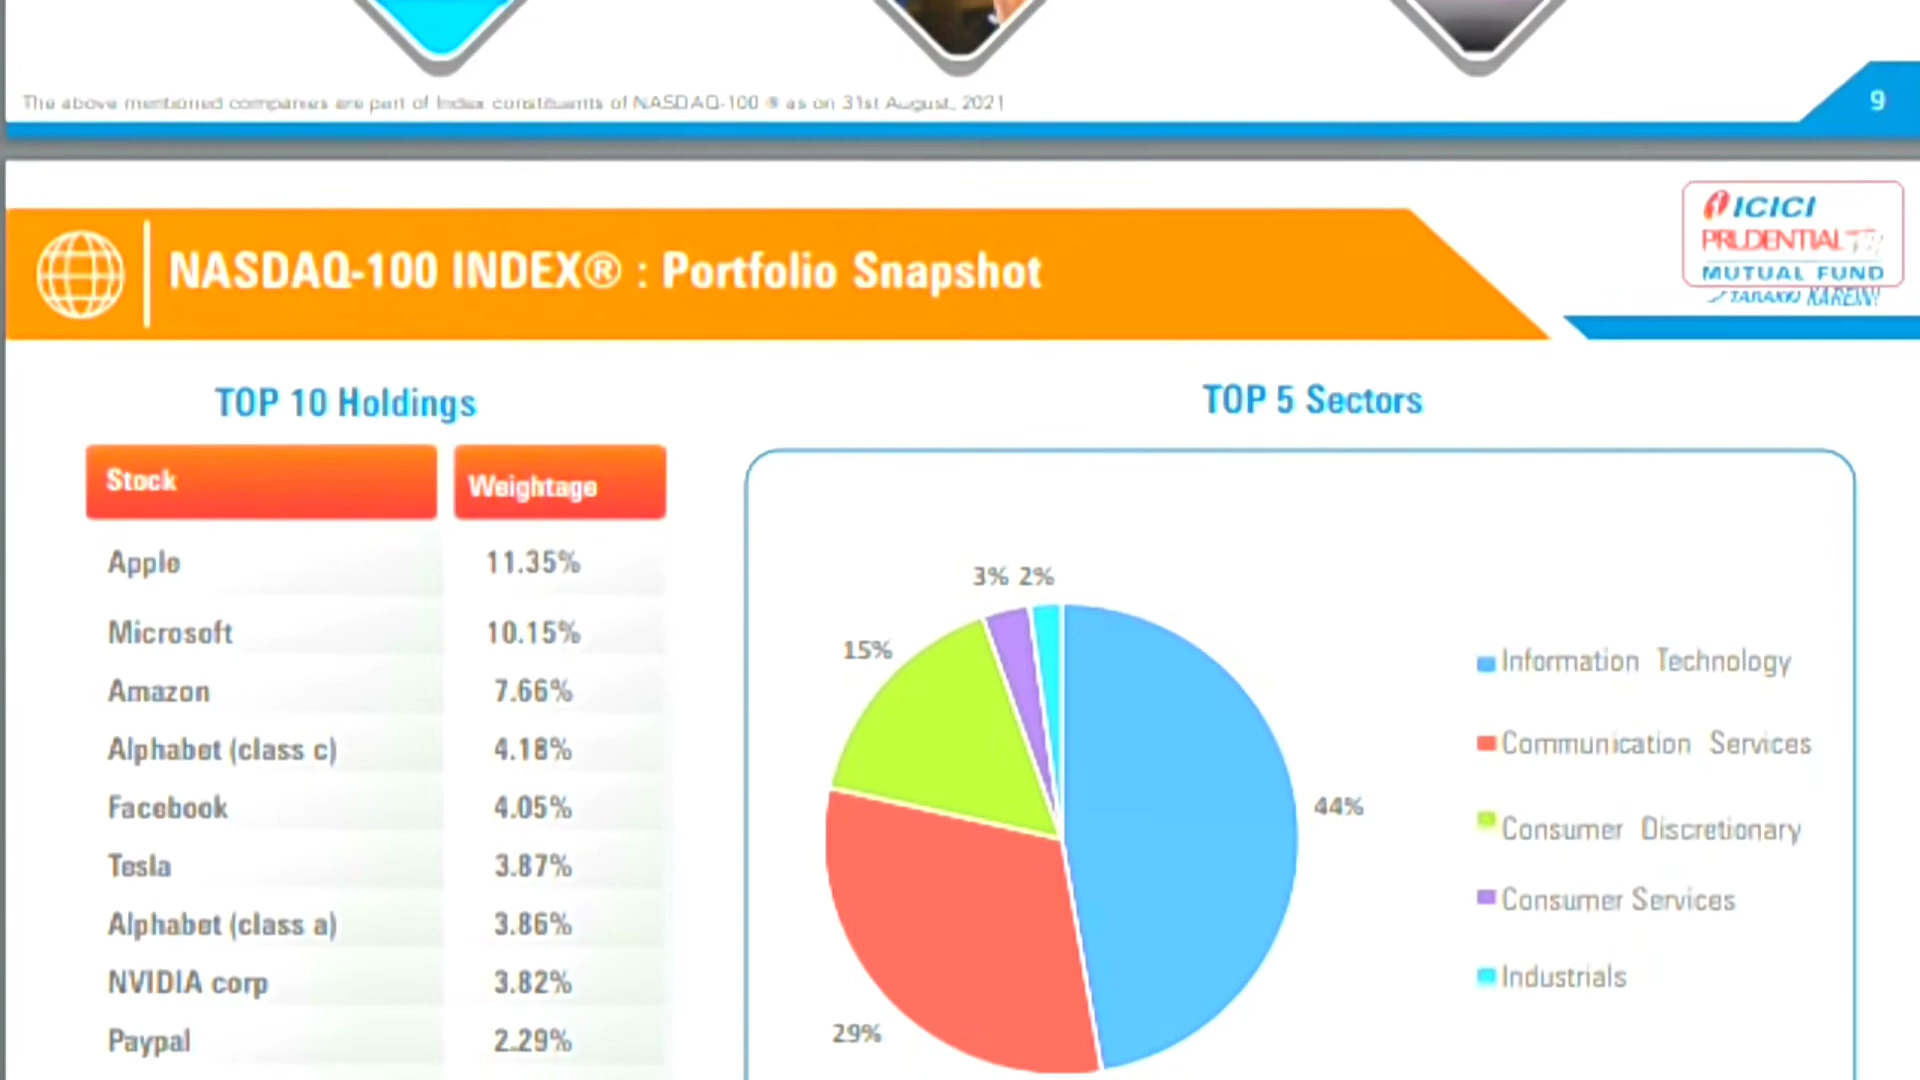 The above mentioned companies are part of Index constituents of NASDAQ-100 ® as on 31st August, 2021
9
ICICI
PRUDENTIAL
MUTUAL FUND
TARAKKI KAREIN!
NASDAQ-100 INDEX® : Portfolio Snapshot
TOP 10 Holdings
Stock Weightage
Apple 11.35%
Microsoft 10.15%
Amazon 7.66%
Alphabet (class c) 4.18%
Facebook 4.05%
Tesla 3.87%
Alphabet (class a) 3.86%
NVIDIA corp 3.82%
Paypal 2.29%
TOP 5 Sectors
3% 2%
15%
44%
29%
Information Technology
Communication Services
Consumer Discretionary
Consumer Services
Industrials